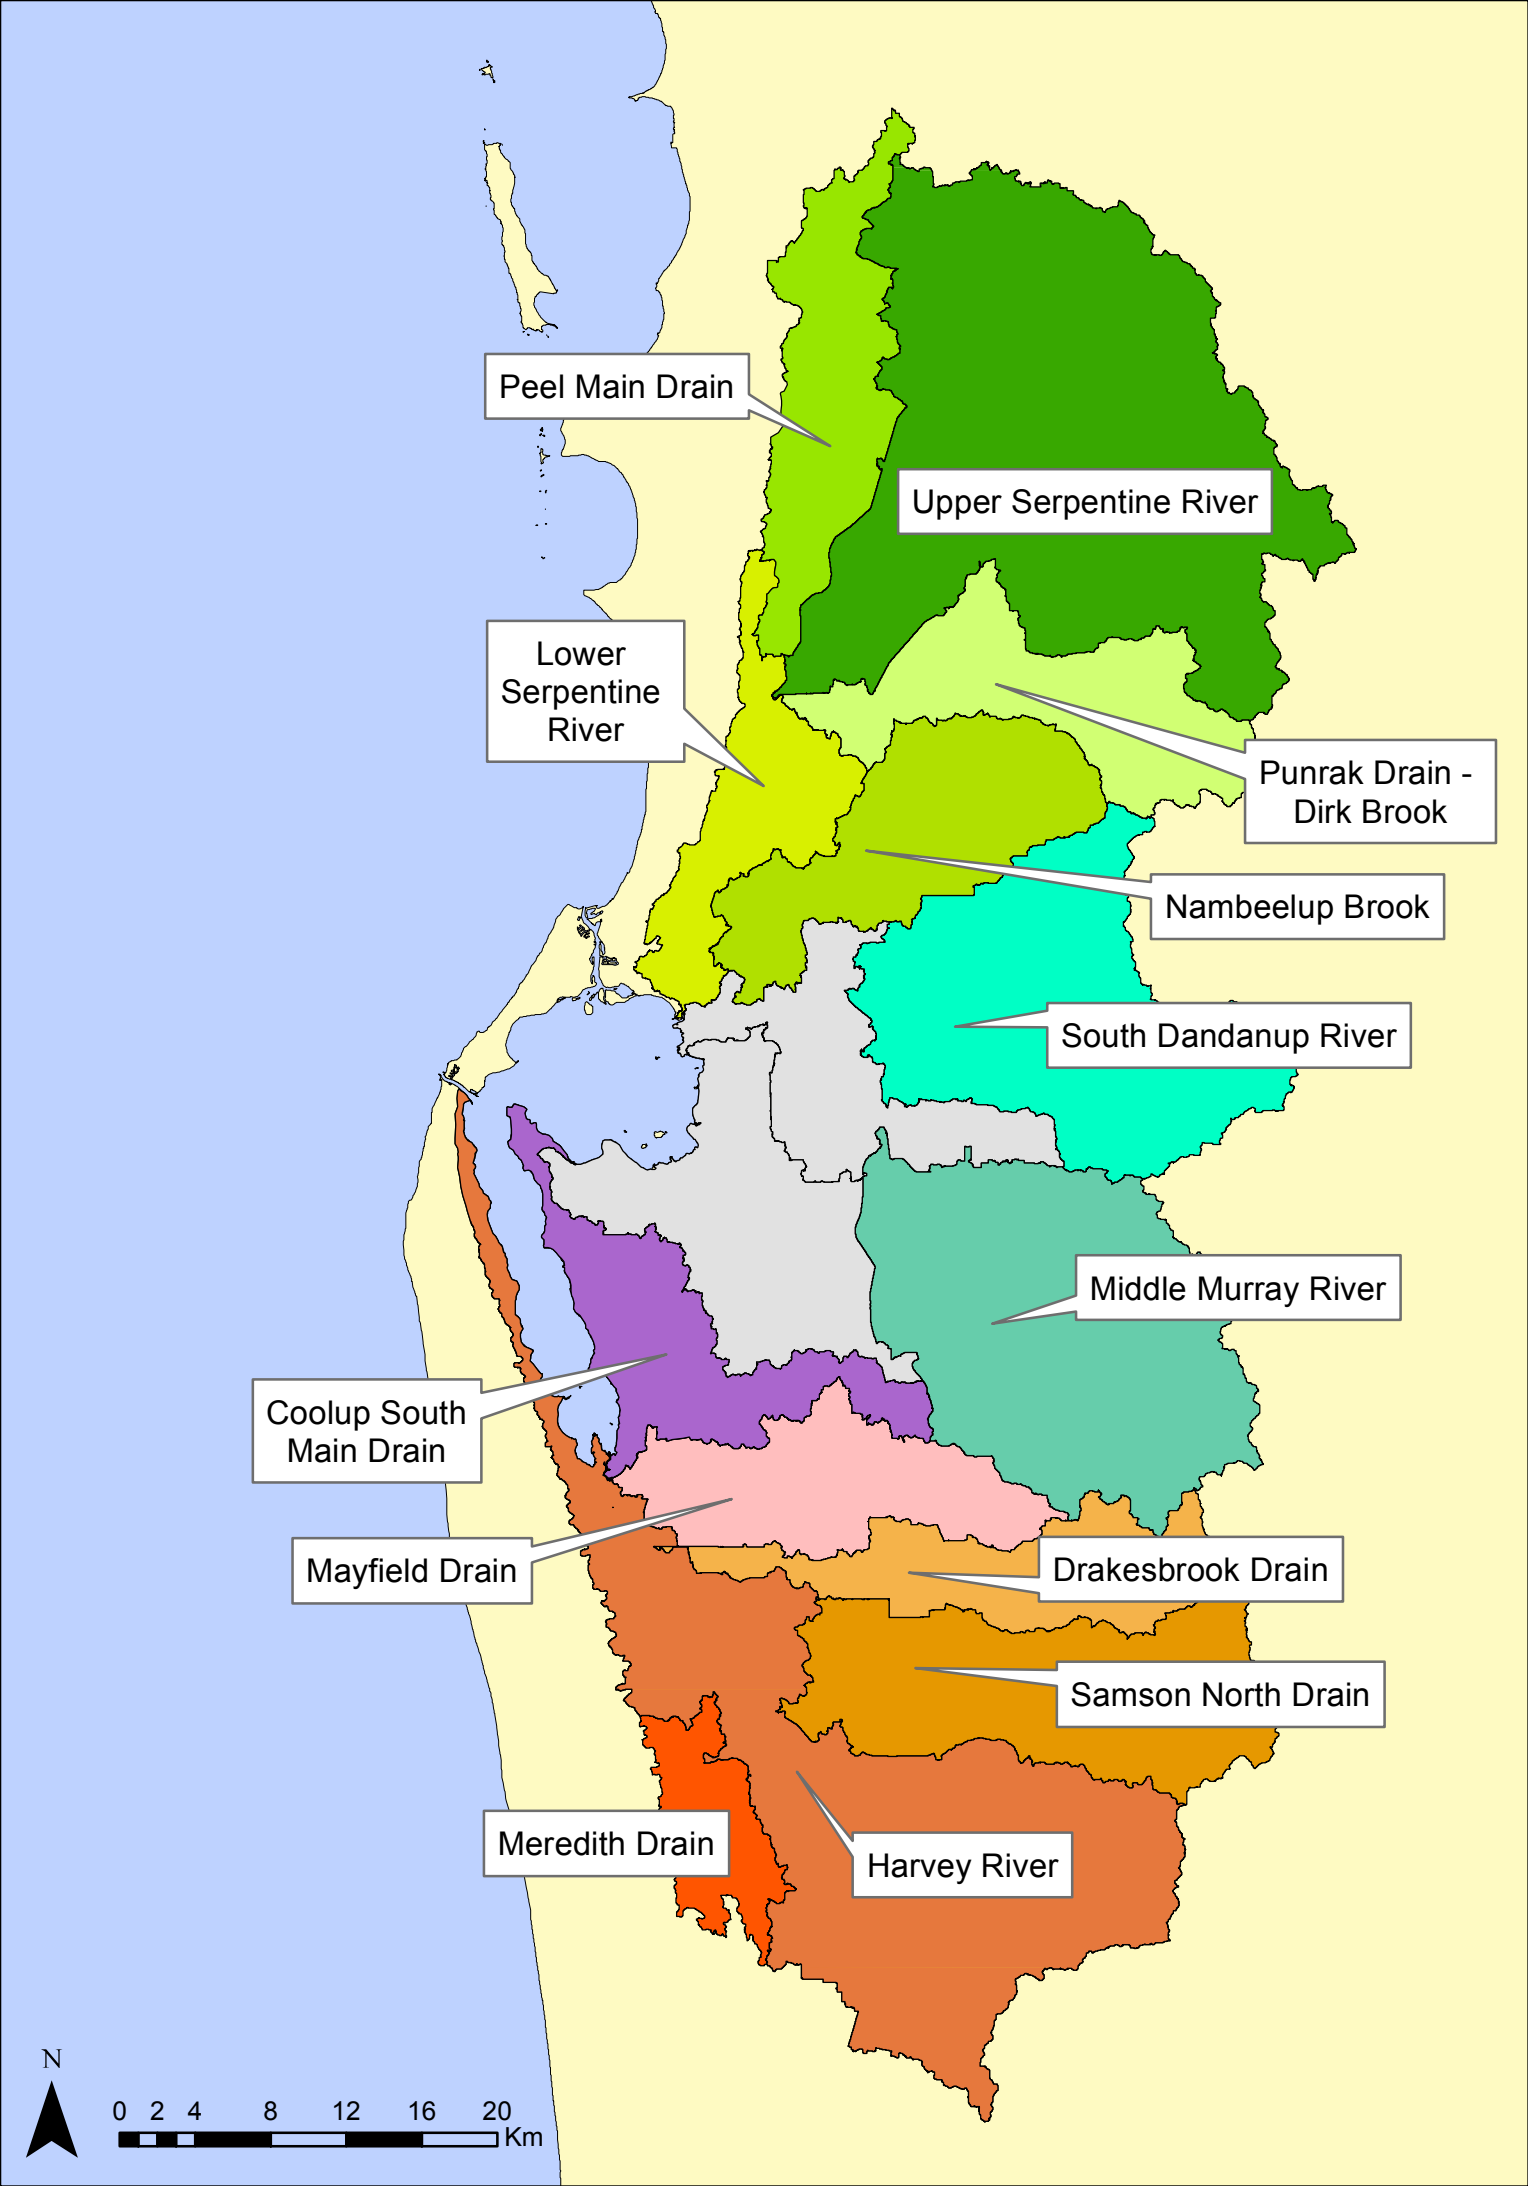 Peel Main Drain
Upper Serpentine River
Lower
Serpentine
River
Punrak Drain -
Dirk Brook
Nambeelup Brook
South Dandanup River
Middle Murray River
Coolup South
Main Drain
Mayfield Drain
Drakesbrook Drain
Samson North Drain
Meredith Drain
Harvey River
N
0 2 4 8 12 16 20
Km